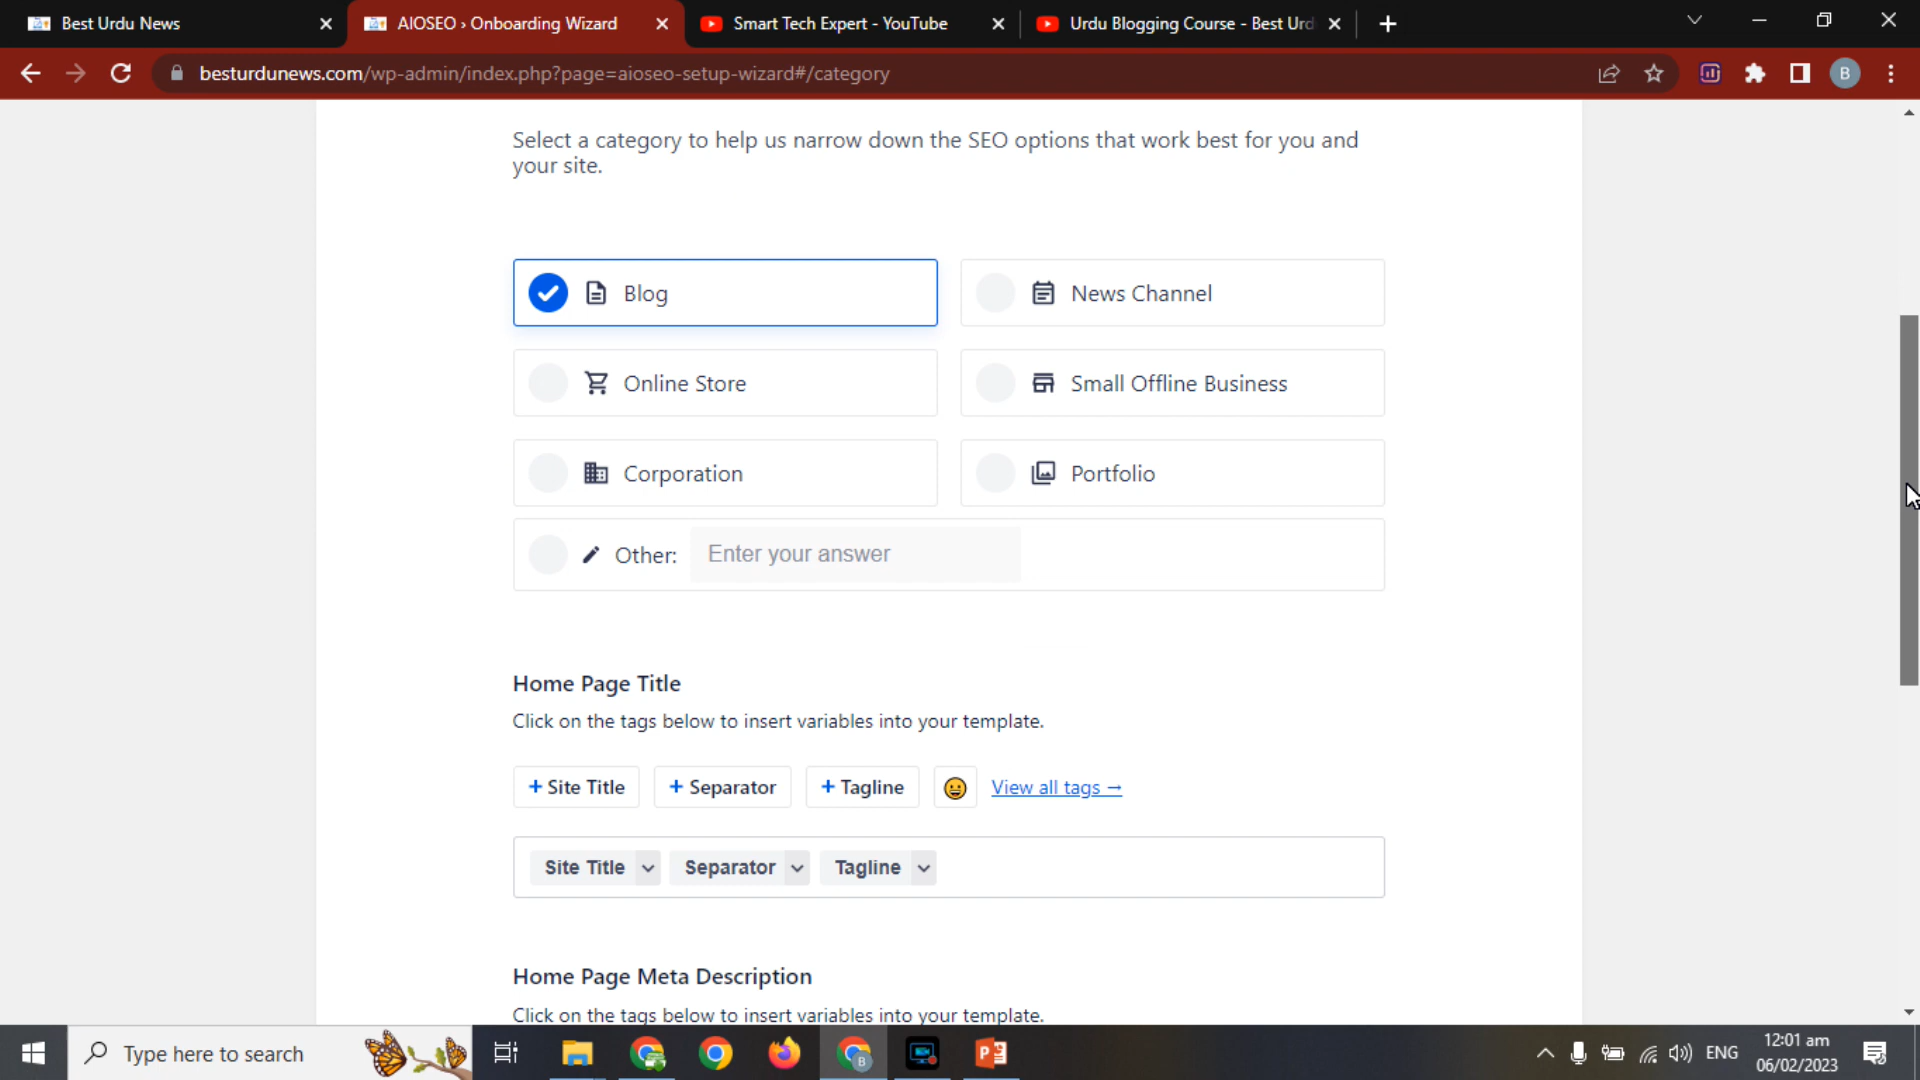 Best Urdu News
AIOSEO › Onboarding Wizard
Smart Tech Expert - YouTube
Urdu Blogging Course - Best Urd
besturdunews.com/wp-admin/index.php?page=aioseo-setup-wizard#/category
B
Select a category to help us narrow down the SEO options that work best for you and
your site.
Blog
News Channel
Online Store
Small Offline Business
Corporation
Portfolio
Other: Enter your answer
Home Page Title
Click on the tags below to insert variables into your template.
+ Site Title + Separator + Tagline View all tags →
Site Title Separator Tagline
Home Page Meta Description
Click on the tags below to insert variables into your template.
Type here to search
B
ENG
12:01 am
06/02/2023